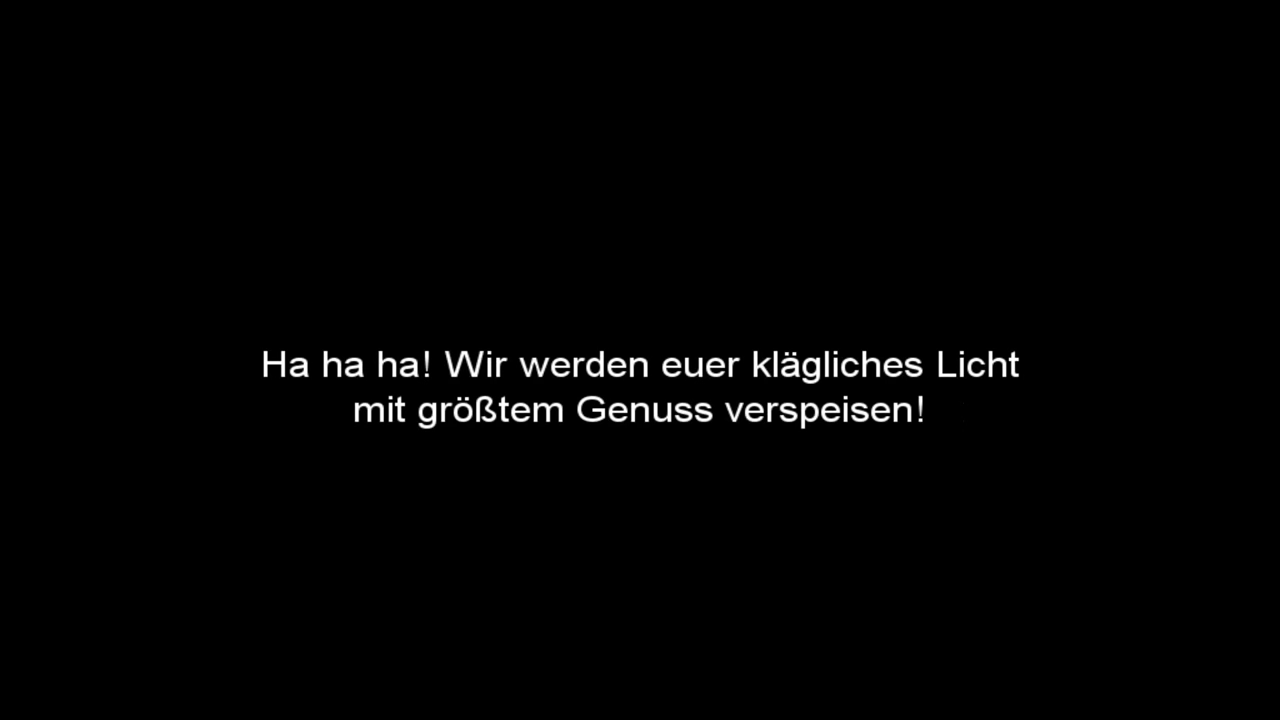 Ha ha ha! Wir werden euer klägliches Licht
mit größtem Genuss verspeisen!